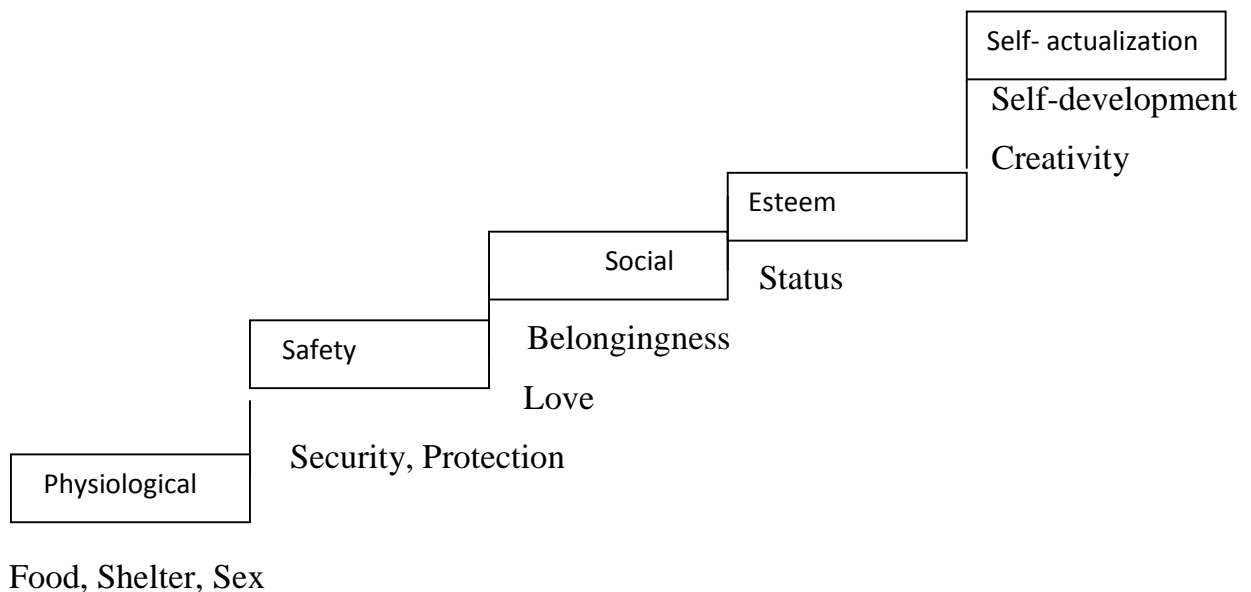 Self- actualization
Self-development
Creativity
Esteem
Status
Social
Belongingness
Love
Safety
Security, Protection
Physiological
Food, Shelter, Sex